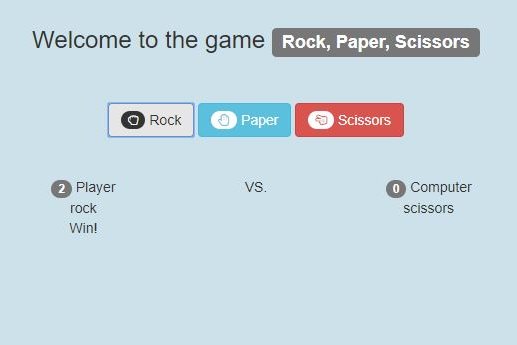 Welcome to the game Rock, Paper, Scissors
Rock Paper Scissors
2 Player VS. 0 Computer
rock scissors
Win!